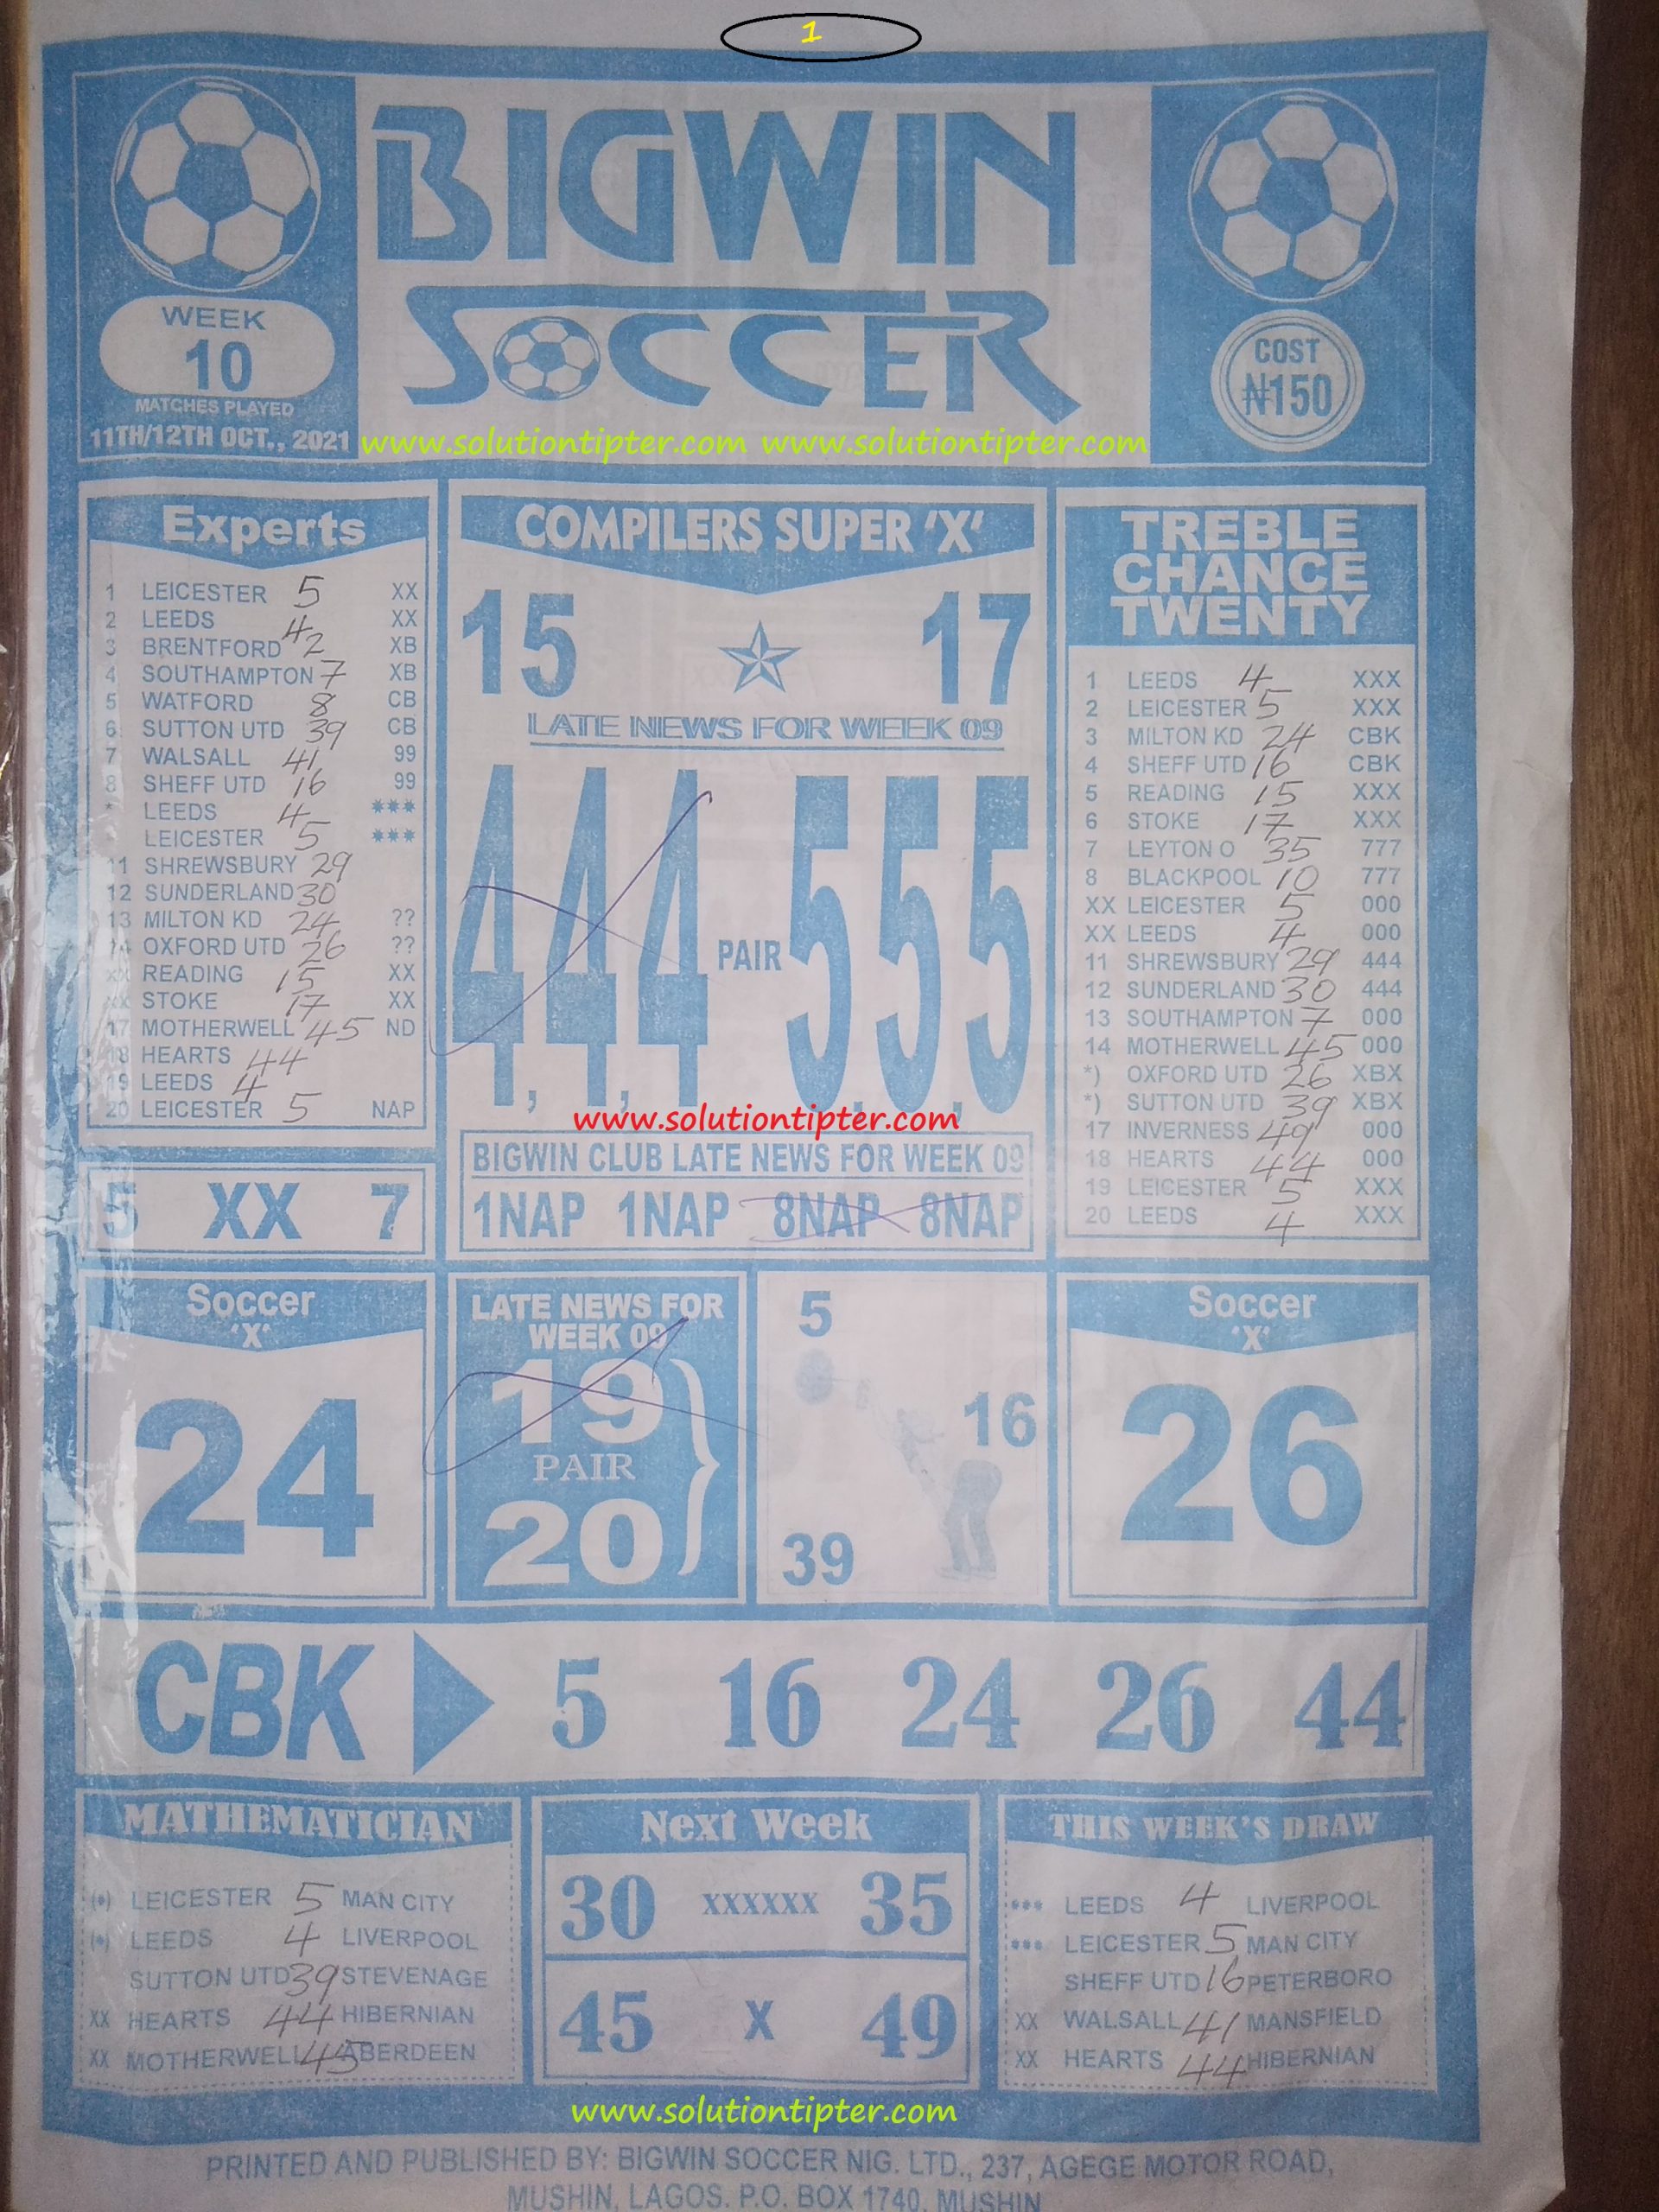 1
BIGWIN
SOCCER
WEEK
10
MATCHES PLAYED
11TH/12TH OCT., 2021
COST
₦150
www.solutiontipter.com www.solutiontipter.com
Experts
1 LEICESTER 5 XX
2 LEEDS 4 XX
3 BRENTFORD 2 XB
4 SOUTHAMPTON 7 XB
5 WATFORD 8 CB
6 SUTTON UTD 39 CB
7 WALSALL 41 99
8 SHEFF UTD 16 99
* LEEDS 4 ***
LEICESTER 5 ***
11 SHREWSBURY 29
12 SUNDERLAND 30
13 MILTON KD 24 ??
14 OXFORD UTD 26 ??
XX READING 15 XX
XX STOKE 17 XX
17 MOTHERWELL 45 ND
18 HEARTS 44
19 LEEDS 4
20 LEICESTER 5 NAP
5 XX 7
COMPILERS SUPER 'X'
15 17
LATE NEWS FOR WEEK 09
4,4,4 PAIR 5,5,5
www.solutiontipter.com
BIGWIN CLUB LATE NEWS FOR WEEK 09
1NAP 1NAP 8NAP 8NAP
TREBLE
CHANCE
TWENTY
1 LEEDS 4 XXX
2 LEICESTER 5 XXX
3 MILTON KD 24 CBK
4 SHEFF UTD 16 CBK
5 READING 15 XXX
6 STOKE 17 XXX
7 LEYTON O 35 777
8 BLACKPOOL 10 777
XX LEICESTER 5 000
XX LEEDS 4 000
11 SHREWSBURY 29 444
12 SUNDERLAND 30 444
13 SOUTHAMPTON 7 000
14 MOTHERWELL 45 000
*) OXFORD UTD 26 XBX
*) SUTTON UTD 39 XBX
17 INVERNESS 49 000
18 HEARTS 44 000
19 LEICESTER 5 XXX
20 LEEDS 4 XXX
Soccer
'X'
24
LATE NEWS FOR
WEEK 09
19
PAIR
20
5
16
39
Soccer
'X'
26
CBK 5 16 24 26 44
MATHEMATICIAN
(*) LEICESTER 5 MAN CITY
(*) LEEDS 4 LIVERPOOL
SUTTON UTD 39 STEVENAGE
XX HEARTS 44 HIBERNIAN
XX MOTHERWELL 45 ABERDEEN
Next Week
30 XXXXXX 35
45 X 49
THIS WEEK'S DRAW
*** LEEDS 4 LIVERPOOL
*** LEICESTER 5 MAN CITY
SHEFF UTD 16 PETERBORO
XX WALSALL 41 MANSFIELD
XX HEARTS 44 HIBERNIAN
www.solutiontipter.com
PRINTED AND PUBLISHED BY: BIGWIN SOCCER NIG. LTD., 237, AGEGE MOTOR ROAD,
MUSHIN, LAGOS. P.O. BOX 1740, MUSHIN